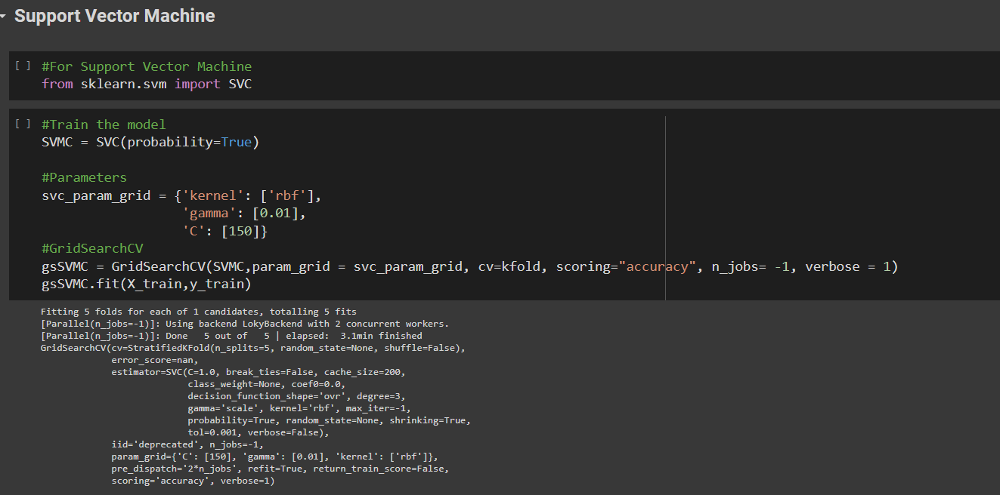 Support Vector Machine
[ ] #For Support Vector Machine
from sklearn.svm import SVC
[ ] #Train the model
SVMC = SVC(probability=True)
#Parameters
svc_param_grid = {'kernel': ['rbf'],
'gamma': [0.01],
'C': [150]}
#GridSearchCV
gsSVMC = GridSearchCV(SVMC,param_grid = svc_param_grid, cv=kfold, scoring="accuracy", n_jobs= -1, verbose = 1)
gsSVMC.fit(X_train,y_train)
Fitting 5 folds for each of 1 candidates, totalling 5 fits
[Parallel(n_jobs=-1)]: Using backend LokyBackend with 2 concurrent workers.
[Parallel(n_jobs=-1)]: Done   5 out of   5 | elapsed:  3.1min finished
GridSearchCV(cv=StratifiedKFold(n_splits=5, random_state=None, shuffle=False),
error_score=nan,
estimator=SVC(C=1.0, break_ties=False, cache_size=200,
class_weight=None, coef0=0.0,
decision_function_shape='ovr', degree=3,
gamma='scale', kernel='rbf', max_iter=-1,
probability=True, random_state=None, shrinking=True,
tol=0.001, verbose=False),
iid='deprecated', n_jobs=-1,
param_grid={'C': [150], 'gamma': [0.01], 'kernel': ['rbf']},
pre_dispatch='2*n_jobs', refit=True, return_train_score=False,
scoring='accuracy', verbose=1)